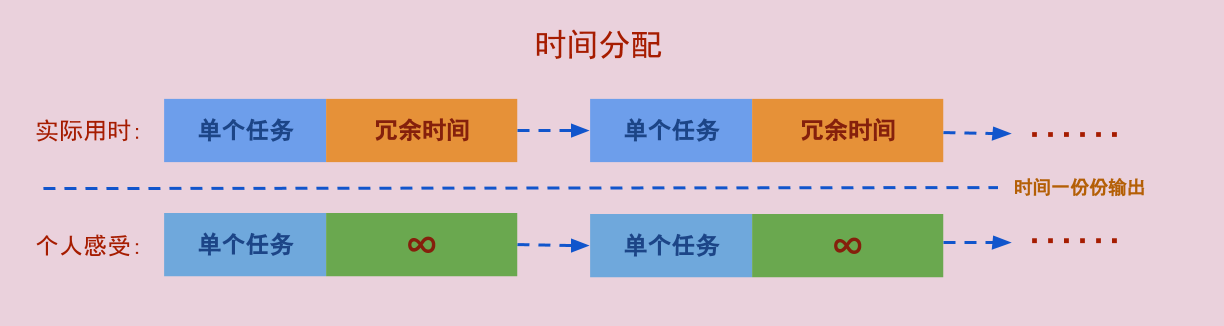 时间分配
实际用时: 单个任务 冗余时间 单个任务 冗余时间 ······
时间一份份输出
个人感受: 单个任务 ∞ 单个任务 ∞ ······